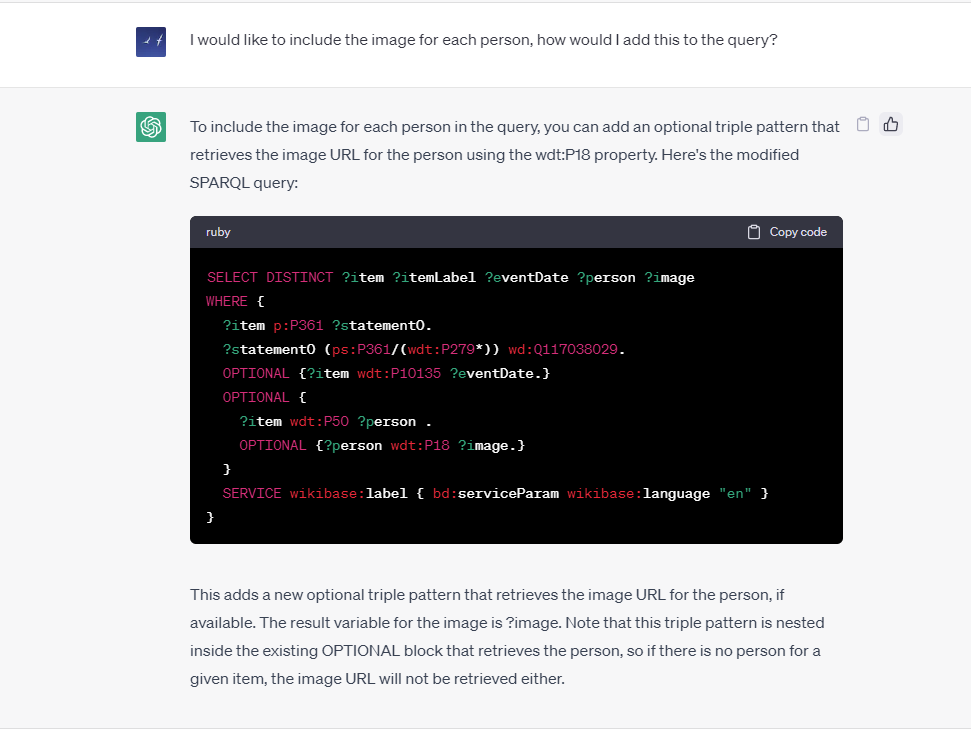 I would like to include the image for each person, how would I add this to the query?
To include the image for each person in the query, you can add an optional triple pattern that
retrieves the image URL for the person using the wdt:P18 property. Here's the modified
SPARQL query:
ruby
Copy code
SELECT DISTINCT ?item ?itemLabel ?eventDate ?person ?image
WHERE {
?item p:P361 ?statement0.
?statement0 (ps:P361/(wdt:P279*)) wd:Q117038029.
OPTIONAL {?item wdt:P10135 ?eventDate.}
OPTIONAL {
?item wdt:P50 ?person .
OPTIONAL {?person wdt:P18 ?image.}
}
SERVICE wikibase:label { bd:serviceParam wikibase:language "en" }
}
This adds a new optional triple pattern that retrieves the image URL for the person, if
available. The result variable for the image is ?image. Note that this triple pattern is nested
inside the existing OPTIONAL block that retrieves the person, so if there is no person for a
given item, the image URL will not be retrieved either.